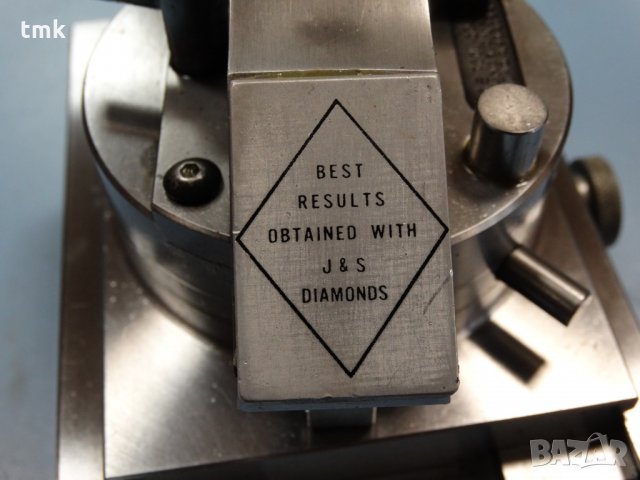 tmk
BEST
RESULTS
OBTAINED WITH
J & S
DIAMONDS
BAZAR